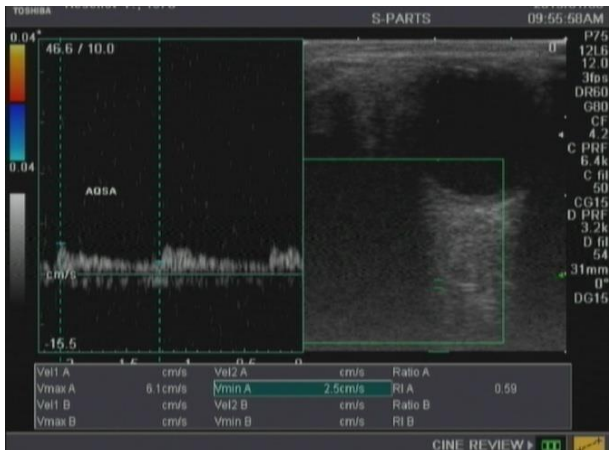 TOSHIBA
S-PARTS
09:55:58AM
0.04
46.6 / 10.0
0
P75
12L5
12.0
3fps
DR60
G80
CF
4.2
C PRF
6.4k
C fil
50
CG15
D PRF
3.2k
D fil
54
31mm
0°
DG15
0.04
AOSA
cm/s
-15.5
Vel1 A cm/s Vel2 A cm/s Ratio A
Vmax A 6.1cm/s Vmin A 2.5cm/s RI A 0.59
Vel1 B cm/s Vel2 B cm/s Ratio B
Vmax B cm/s Vmin B cm/s RI B
CINE REVIEW